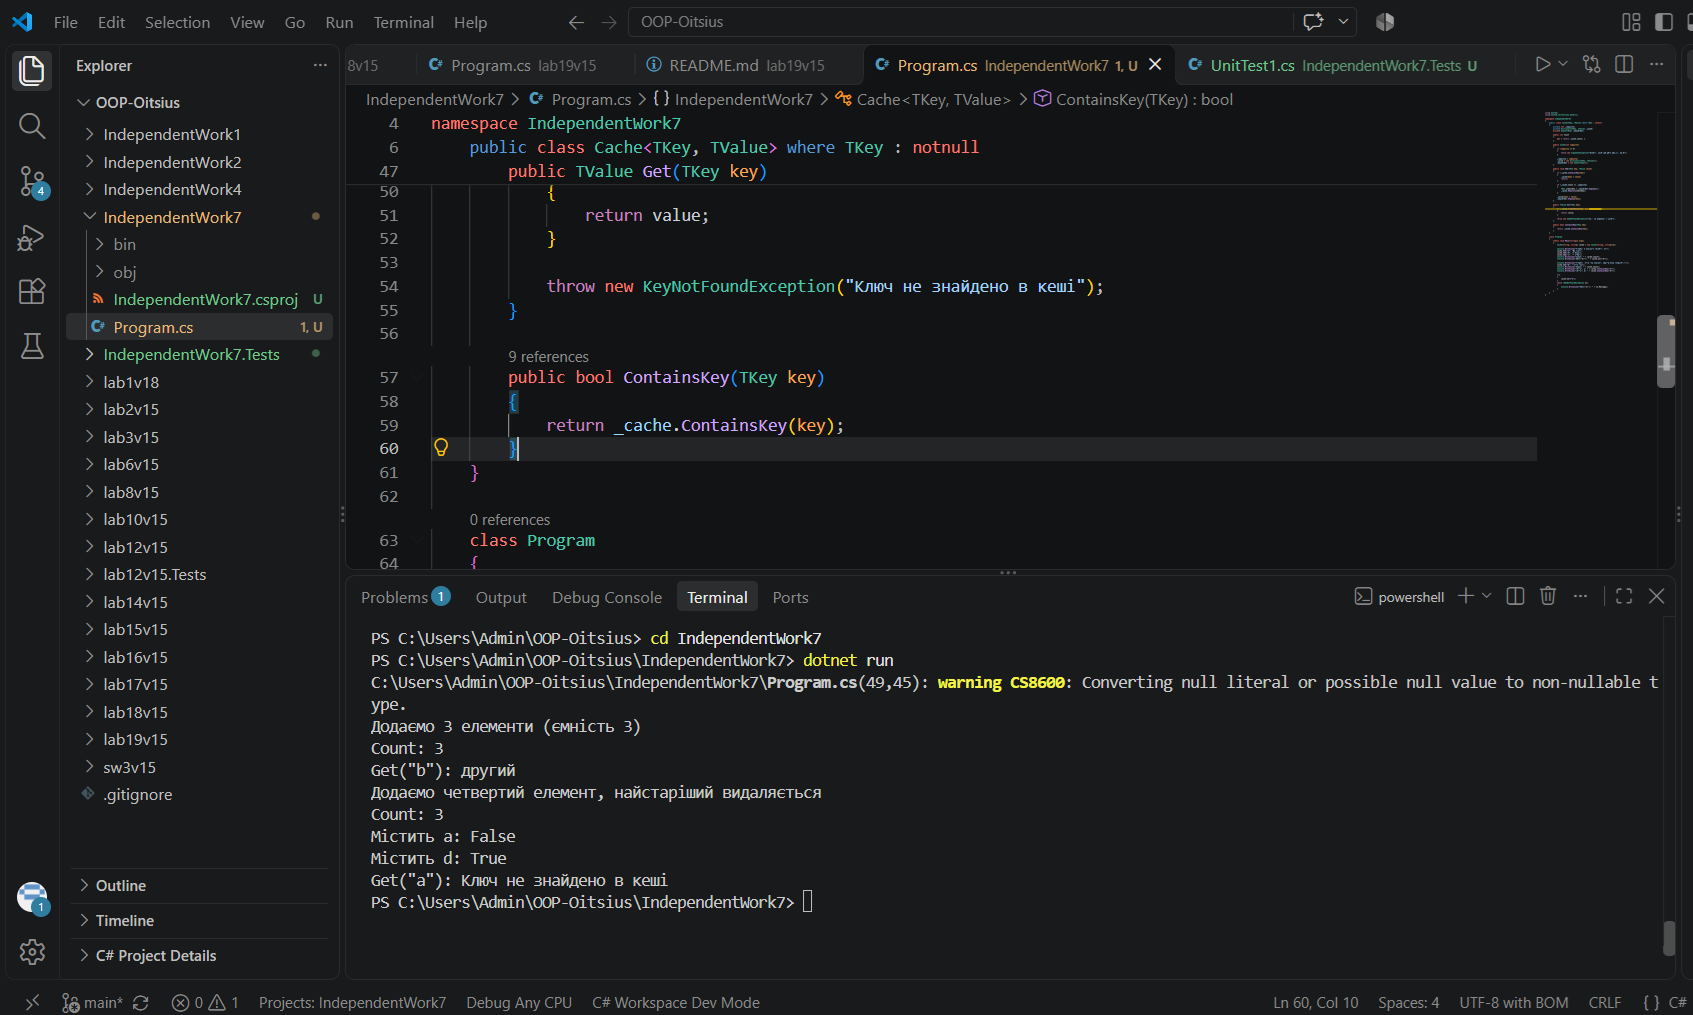 File Edit Selection View Go Run Terminal Help
OOP-Oitsius
Explorer
8v15
Program.cs lab19v15
README.md lab19v15
Program.cs IndependentWork7 1, U
UnitTest1.cs IndependentWork7.Tests U
IndependentWork7 > Program.cs > { } IndependentWork7 > Cache<TKey, TValue> > ContainsKey(TKey) : bool
OOP-Oitsius
IndependentWork1
IndependentWork2
IndependentWork4
IndependentWork7
bin
obj
IndependentWork7.csproj U
Program.cs 1, U
IndependentWork7.Tests
lab1v18
lab2v15
lab3v15
lab6v15
lab8v15
lab10v15
lab12v15
lab12v15.Tests
lab14v15
lab15v15
lab16v15
lab17v15
lab18v15
lab19v15
sw3v15
.gitignore
Outline
Timeline
C# Project Details
4
1
4 namespace IndependentWork7
6 public class Cache<TKey, TValue> where TKey : notnull
47 public TValue Get(TKey key)
50 {
51 return value;
52 }
53
54 throw new KeyNotFoundException("Ключ не знайдено в кеші");
55 }
56
9 references
57 public bool ContainsKey(TKey key)
58 {
59 return _cache.ContainsKey(key);
60 }
61 }
62
0 references
63 class Program
64 {
Problems 1 Output Debug Console Terminal Ports
powershell
PS C:\Users\Admin\OOP-Oitsius> cd IndependentWork7
PS C:\Users\Admin\OOP-Oitsius\IndependentWork7> dotnet run
C:\Users\Admin\OOP-Oitsius\IndependentWork7\Program.cs(49,45): warning CS8600: Converting null literal or possible null value to non-nullable t
ype.
Додаємо 3 елементи (ємність 3)
Count: 3
Get("b"): другий
Додаємо четвертий елемент, найстаріший видаляється
Count: 3
Містить a: False
Містить d: True
Get("a"): Ключ не знайдено в кеші
PS C:\Users\Admin\OOP-Oitsius\IndependentWork7>
main* 0 1 Projects: IndependentWork7 Debug Any CPU C# Workspace Dev Mode Ln 60, Col 10 Spaces: 4 UTF-8 with BOM CRLF { } C#